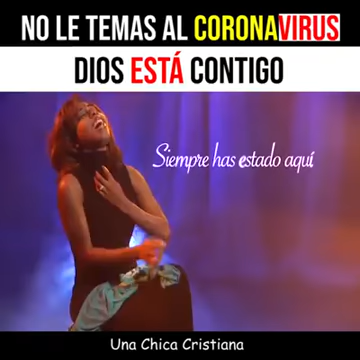 NO LE TEMAS AL CORONAVIRUS
DIOS ESTÁ CONTIGO
Siempre has estado aquí
Una Chica Cristiana